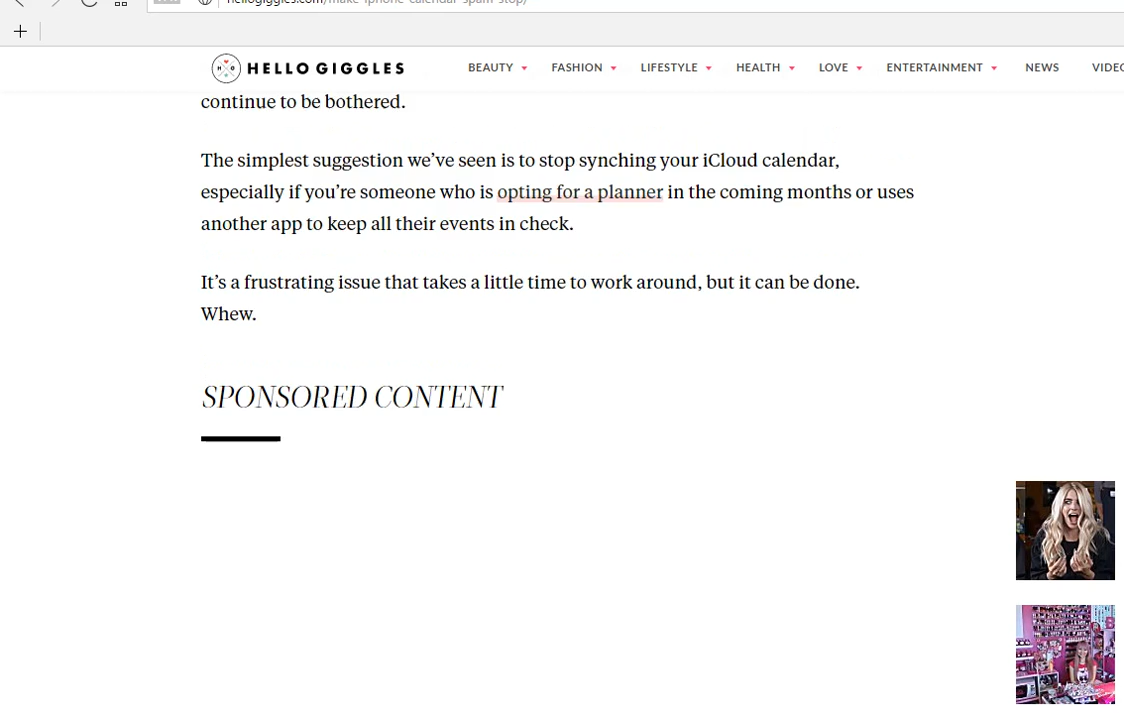 hellogiggles.com/make-iphone-calendar-spam-stop/
HELLO GIGGLES
BEAUTY FASHION LIFESTYLE HEALTH LOVE ENTERTAINMENT NEWS VIDEO
continue to be bothered.
The simplest suggestion we’ve seen is to stop synching your iCloud calendar,
especially if you’re someone who is opting for a planner in the coming months or uses
another app to keep all their events in check.
It’s a frustrating issue that takes a little time to work around, but it can be done.
Whew.
SPONSORED CONTENT